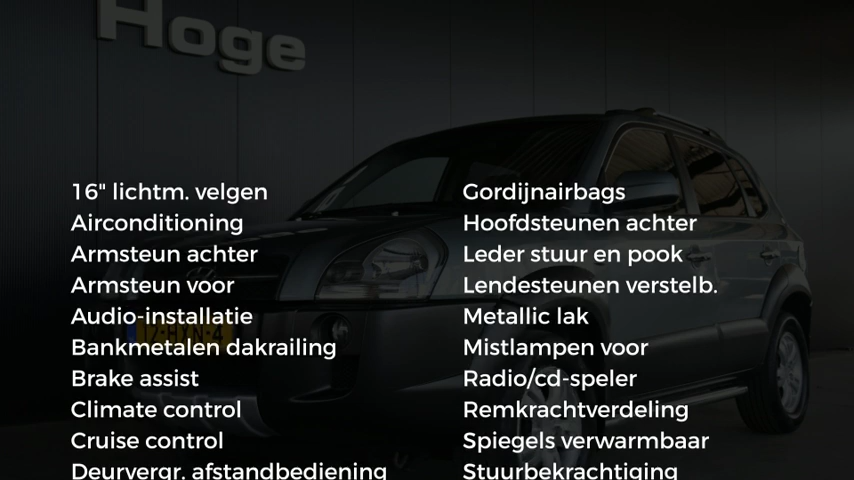 Hoge
16" lichtm. velgen
Airconditioning
Armsteun achter
Armsteun voor
Audio-installatie
Bankmetalen dakrailing
Brake assist
Climate control
Cruise control
Deurvergr. afstandbediening
Gordijnairbags
Hoofdsteunen achter
Leder stuur en pook
Lendesteunen verstelb.
Metallic lak
Mistlampen voor
Radio/cd-speler
Remkrachtverdeling
Spiegels verwarmbaar
Stuurbekrachtiging